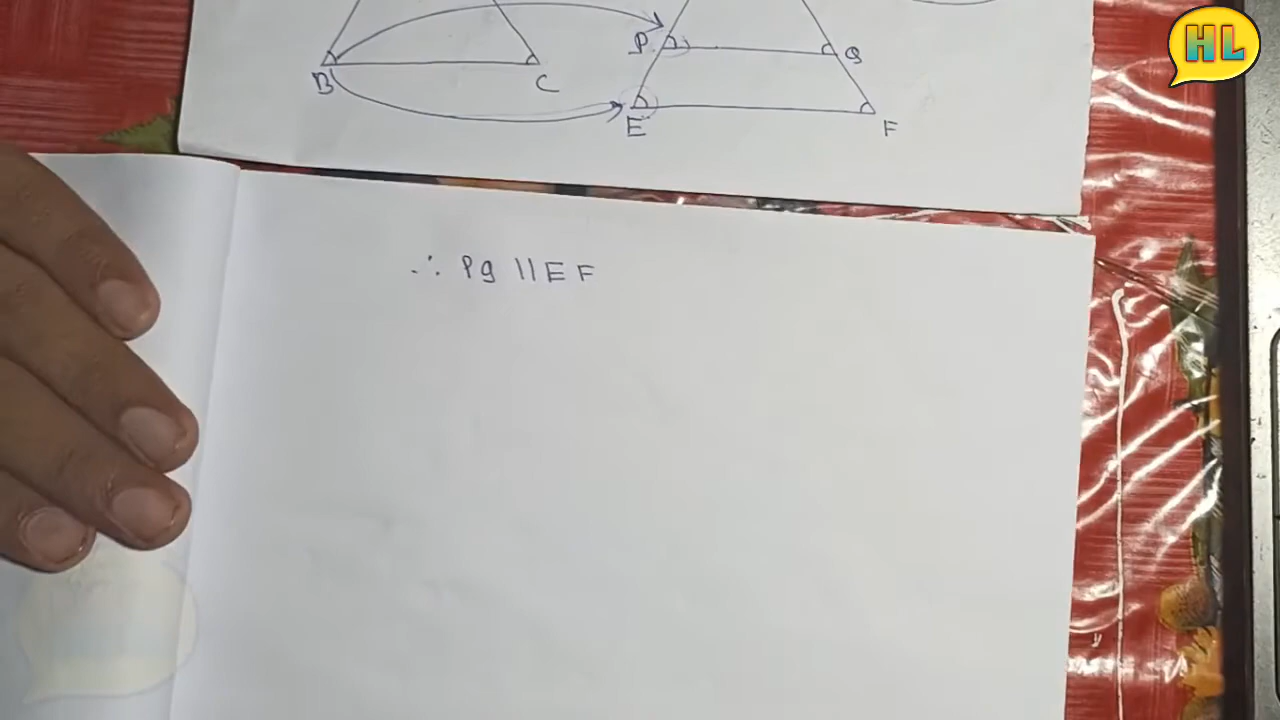 HL
P Q
B C
E F
∴ PQ || EF